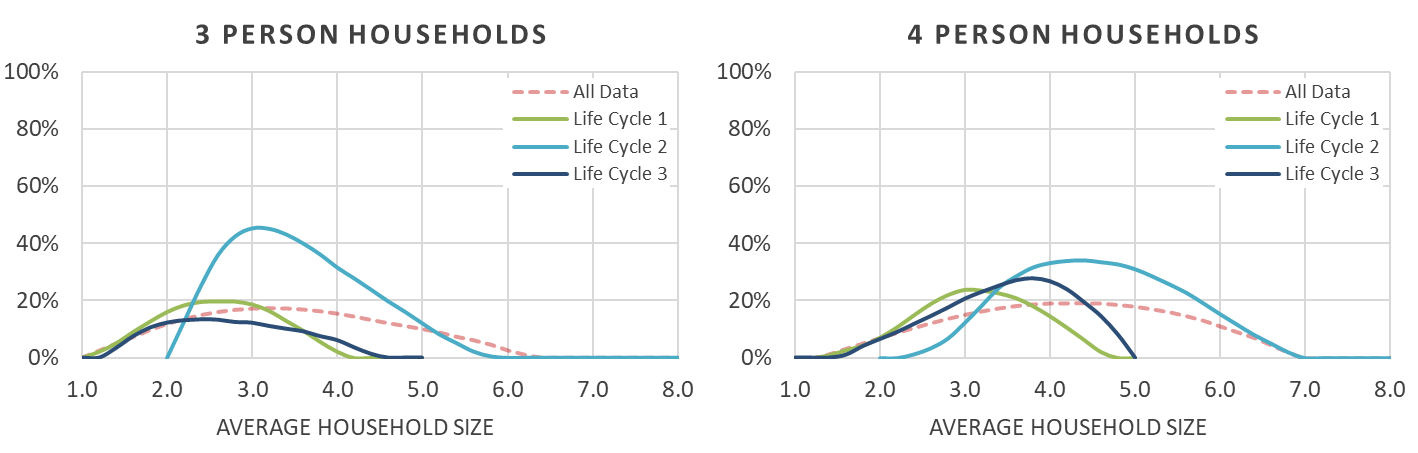 3 PERSON HOUSEHOLDS
100%
80%
60%
40%
20%
0%
All Data
Life Cycle 1
Life Cycle 2
Life Cycle 3
1.0 2.0 3.0 4.0 5.0 6.0 7.0 8.0
AVERAGE HOUSEHOLD SIZE
4 PERSON HOUSEHOLDS
100%
80%
60%
40%
20%
0%
All Data
Life Cycle 1
Life Cycle 2
Life Cycle 3
1.0 2.0 3.0 4.0 5.0 6.0 7.0 8.0
AVERAGE HOUSEHOLD SIZE